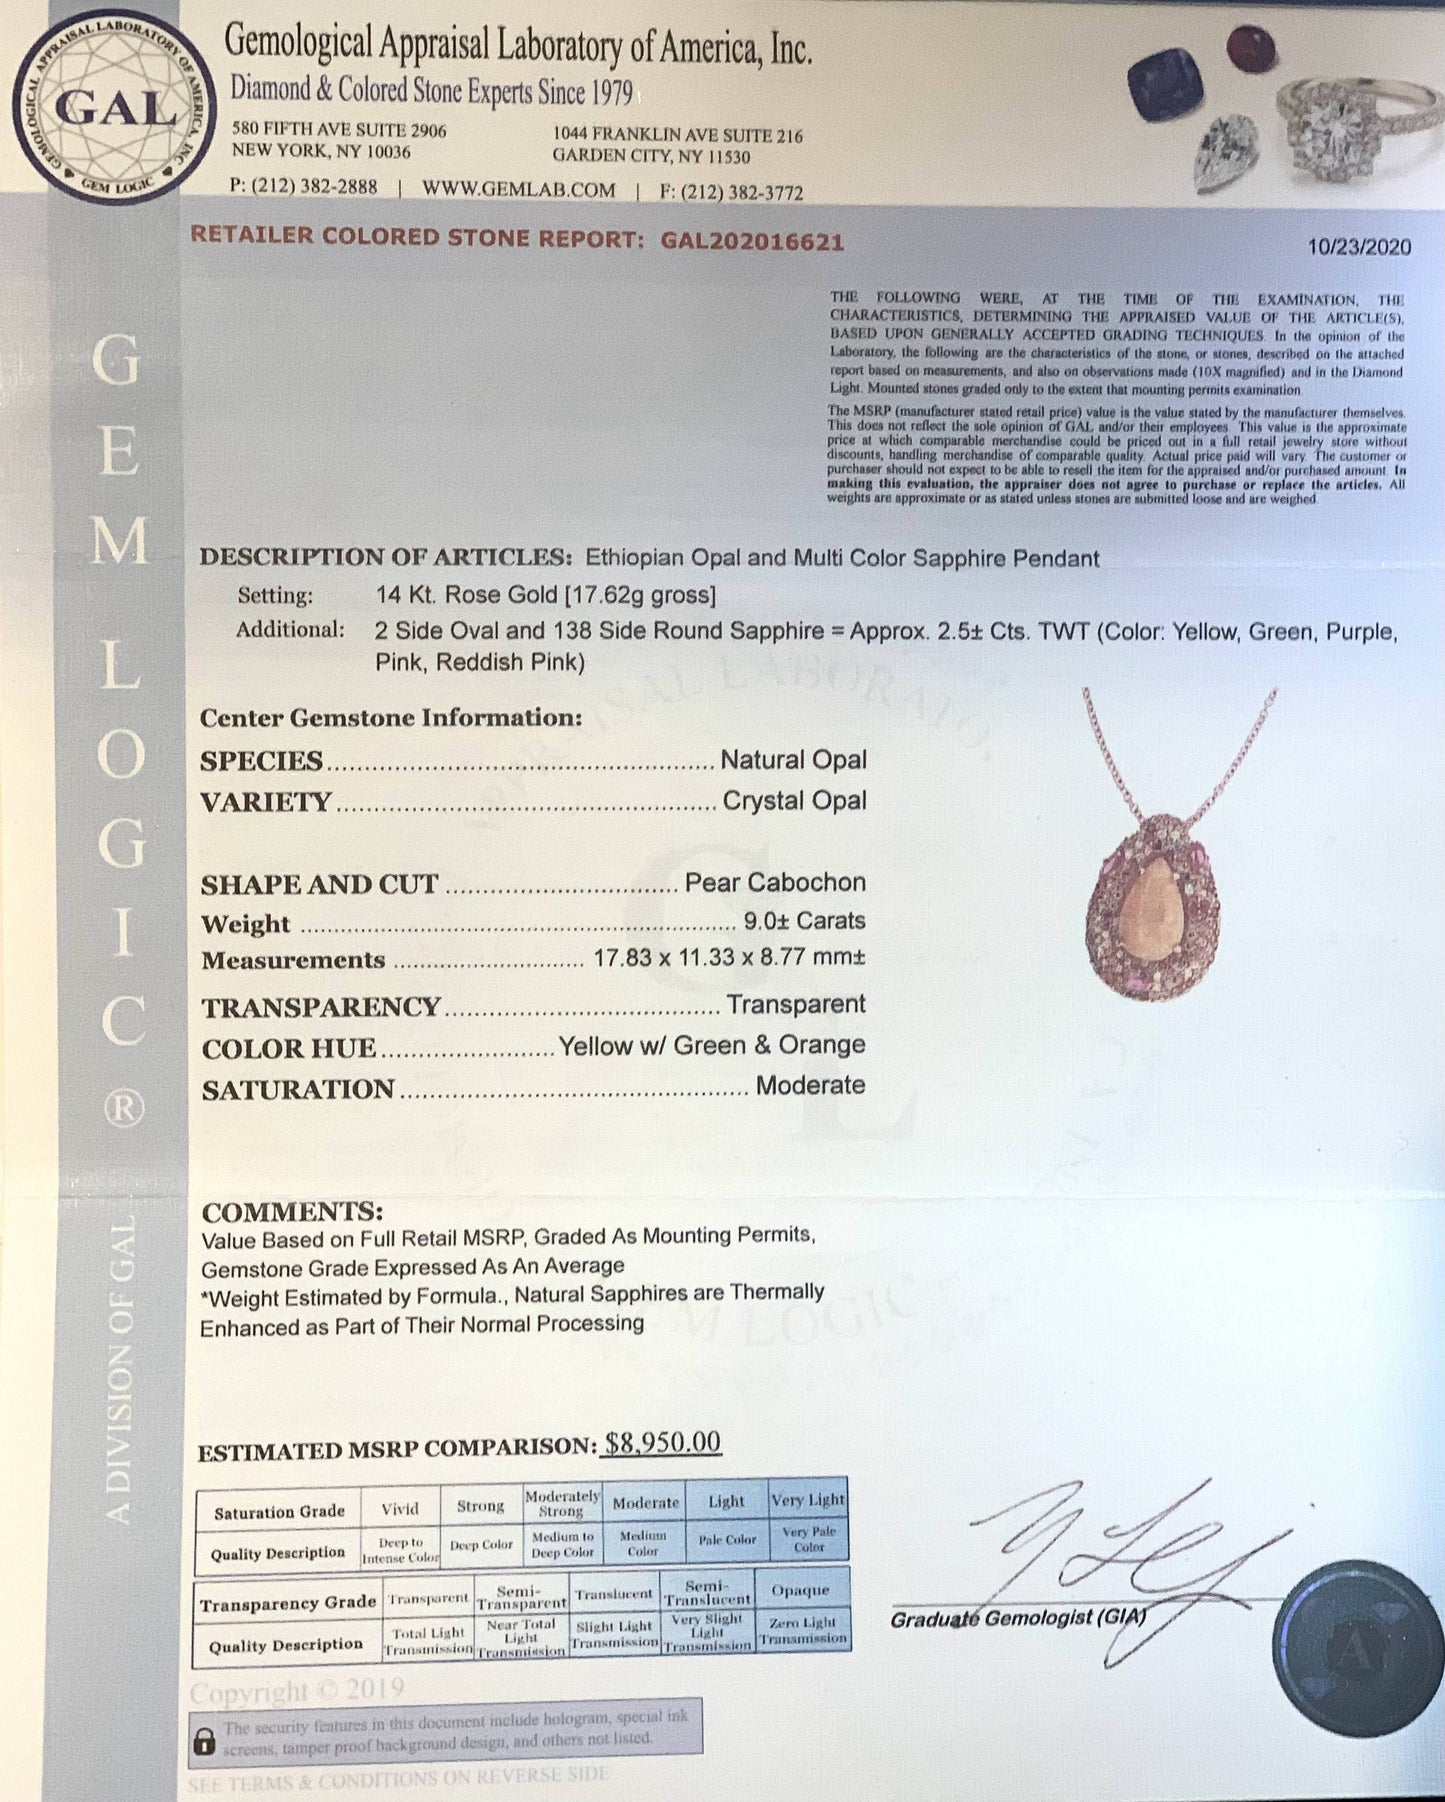 GEMOLOGICAL APPRAISAL LABORATORY OF AMERICA, INC
GAL
GEM LOGIC
Gemological Appraisal Laboratory of America, Inc.
Diamond & Colored Stone Experts Since 1979
580 FIFTH AVE SUITE 2906
NEW YORK, NY 10036
1044 FRANKLIN AVE SUITE 216
GARDEN CITY, NY 11530
P: (212) 382-2888 | WWW.GEMLAB.COM | F: (212) 382-3772
RETAILER COLORED STONE REPORT: GAL202016621
10/23/2020
THE FOLLOWING WERE, AT THE TIME OF THE EXAMINATION, THE
CHARACTERISTICS, DETERMINING THE APPRAISED VALUE OF THE ARTICLE(S),
BASED UPON GENERALLY ACCEPTED GRADING TECHNIQUES. In the opinion of the
Laboratory, the following are the characteristics of the stone, or stones, described on the attached
report based on measurements, and also on observations made (10X magnified) and in the Diamond
Light. Mounted stones graded only to the extent that mounting permits examination.
The MSRP (manufacturer stated retail price) value is the value stated by the manufacturer themselves.
This does not reflect the sole opinion of GAL and/or their employees. This value is the approximate
price at which comparable merchandise could be priced out in a full retail jewelry store without
discounts, handling merchandise of comparable quality. Actual price paid will vary. The customer or
purchaser should not expect to be able to resell the item for the appraised and/or purchased amount. In
making this evaluation, the appraiser does not agree to purchase or replace the articles. All
weights are approximate or as stated unless stones are submitted loose and are weighed.
GEM LOGIC ®
A DIVISION OF GAL
DESCRIPTION OF ARTICLES: Ethiopian Opal and Multi Color Sapphire Pendant
Setting: 14 Kt. Rose Gold [17.62g gross]
Additional: 2 Side Oval and 138 Side Round Sapphire = Approx. 2.5± Cts. TWT (Color: Yellow, Green, Purple,
Pink, Reddish Pink)
Center Gemstone Information:
SPECIES.......... Natural Opal
VARIETY.......... Crystal Opal
SHAPE AND CUT.......... Pear Cabochon
Weight.......... 9.0± Carats
Measurements.......... 17.83 x 11.33 x 8.77 mm±
TRANSPARENCY.......... Transparent
COLOR HUE.......... Yellow w/ Green & Orange
SATURATION.......... Moderate
COMMENTS:
Value Based on Full Retail MSRP, Graded As Mounting Permits,
Gemstone Grade Expressed As An Average
*Weight Estimated by Formula., Natural Sapphires are Thermally
Enhanced as Part of Their Normal Processing
ESTIMATED MSRP COMPARISON: $8,950.00
Saturation Grade Vivid Strong Moderately Strong Moderate Light Very Light
Quality Description Deep to Intense Color Deep Color Medium to Deep Color Medium Color Pale Color Very Pale Color
Transparency Grade Transparent Semi-Transparent Translucent Semi-Translucent Opaque
Quality Description Total Light Transmission Near Total Light Transmission Slight Light Transmission Very Slight Light Transmission Zero Light Transmission
Graduate Gemologist (GIA)
Copyright © 2019
The security features in this document include hologram, special ink
screens, tamper proof background design, and others not listed.
SEE TERMS & CONDITIONS ON REVERSE SIDE